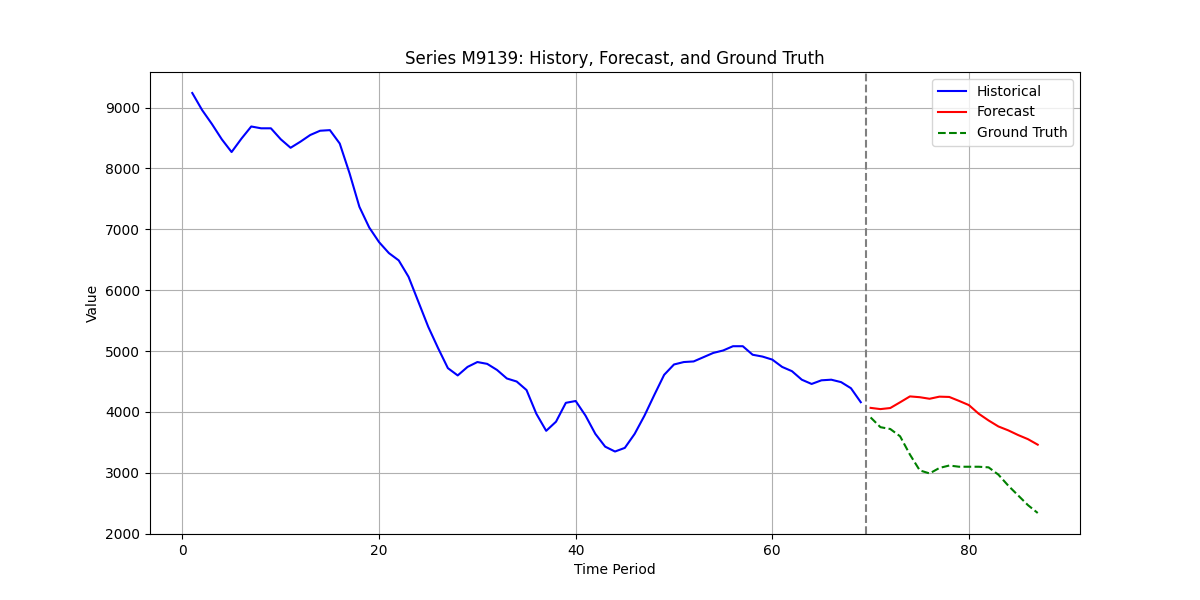 Series M9139: History, Forecast, and Ground Truth
Historical
Forecast
Ground Truth
Value
9000
8000
7000
6000
5000
4000
3000
2000
0 20 40 60 80
Time Period